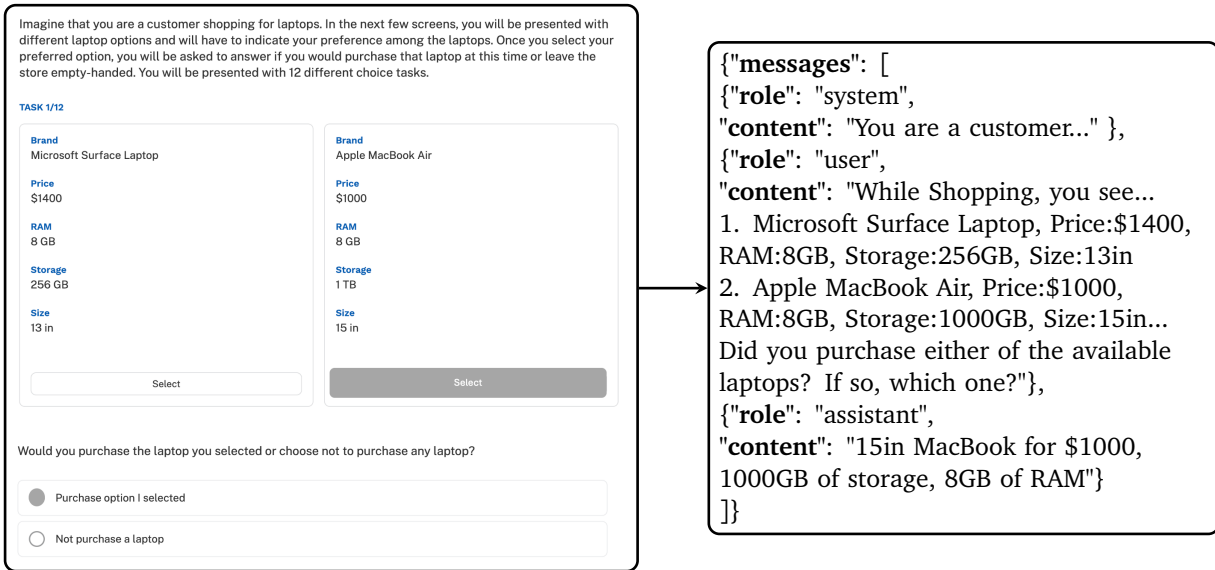 Imagine that you are a customer shopping for laptops. In the next few screens, you will be presented with
different laptop options and will have to indicate your preference among the laptops. Once you select your
preferred option, you will be asked to answer if you would purchase that laptop at this time or leave the
store empty-handed. You will be presented with 12 different choice tasks.
TASK 1/12
Brand
Microsoft Surface Laptop
Price
$1400
RAM
8 GB
Storage
256 GB
Size
13 in
Select
Brand
Apple MacBook Air
Price
$1000
RAM
8 GB
Storage
1 TB
Size
15 in
Select
Would you purchase the laptop you selected or choose not to purchase any laptop?
Purchase option I selected
Not purchase a laptop
{"messages": [
{"role": "system",
"content": "You are a customer..." },
{"role": "user",
"content": "While Shopping, you see...
1. Microsoft Surface Laptop, Price:$1400,
RAM:8GB, Storage:256GB, Size:13in
2. Apple MacBook Air, Price:$1000,
RAM:8GB, Storage:1000GB, Size:15in...
Did you purchase either of the available
laptops? If so, which one?"},
{"role": "assistant",
"content": "15in MacBook for $1000,
1000GB of storage, 8GB of RAM"}
]}